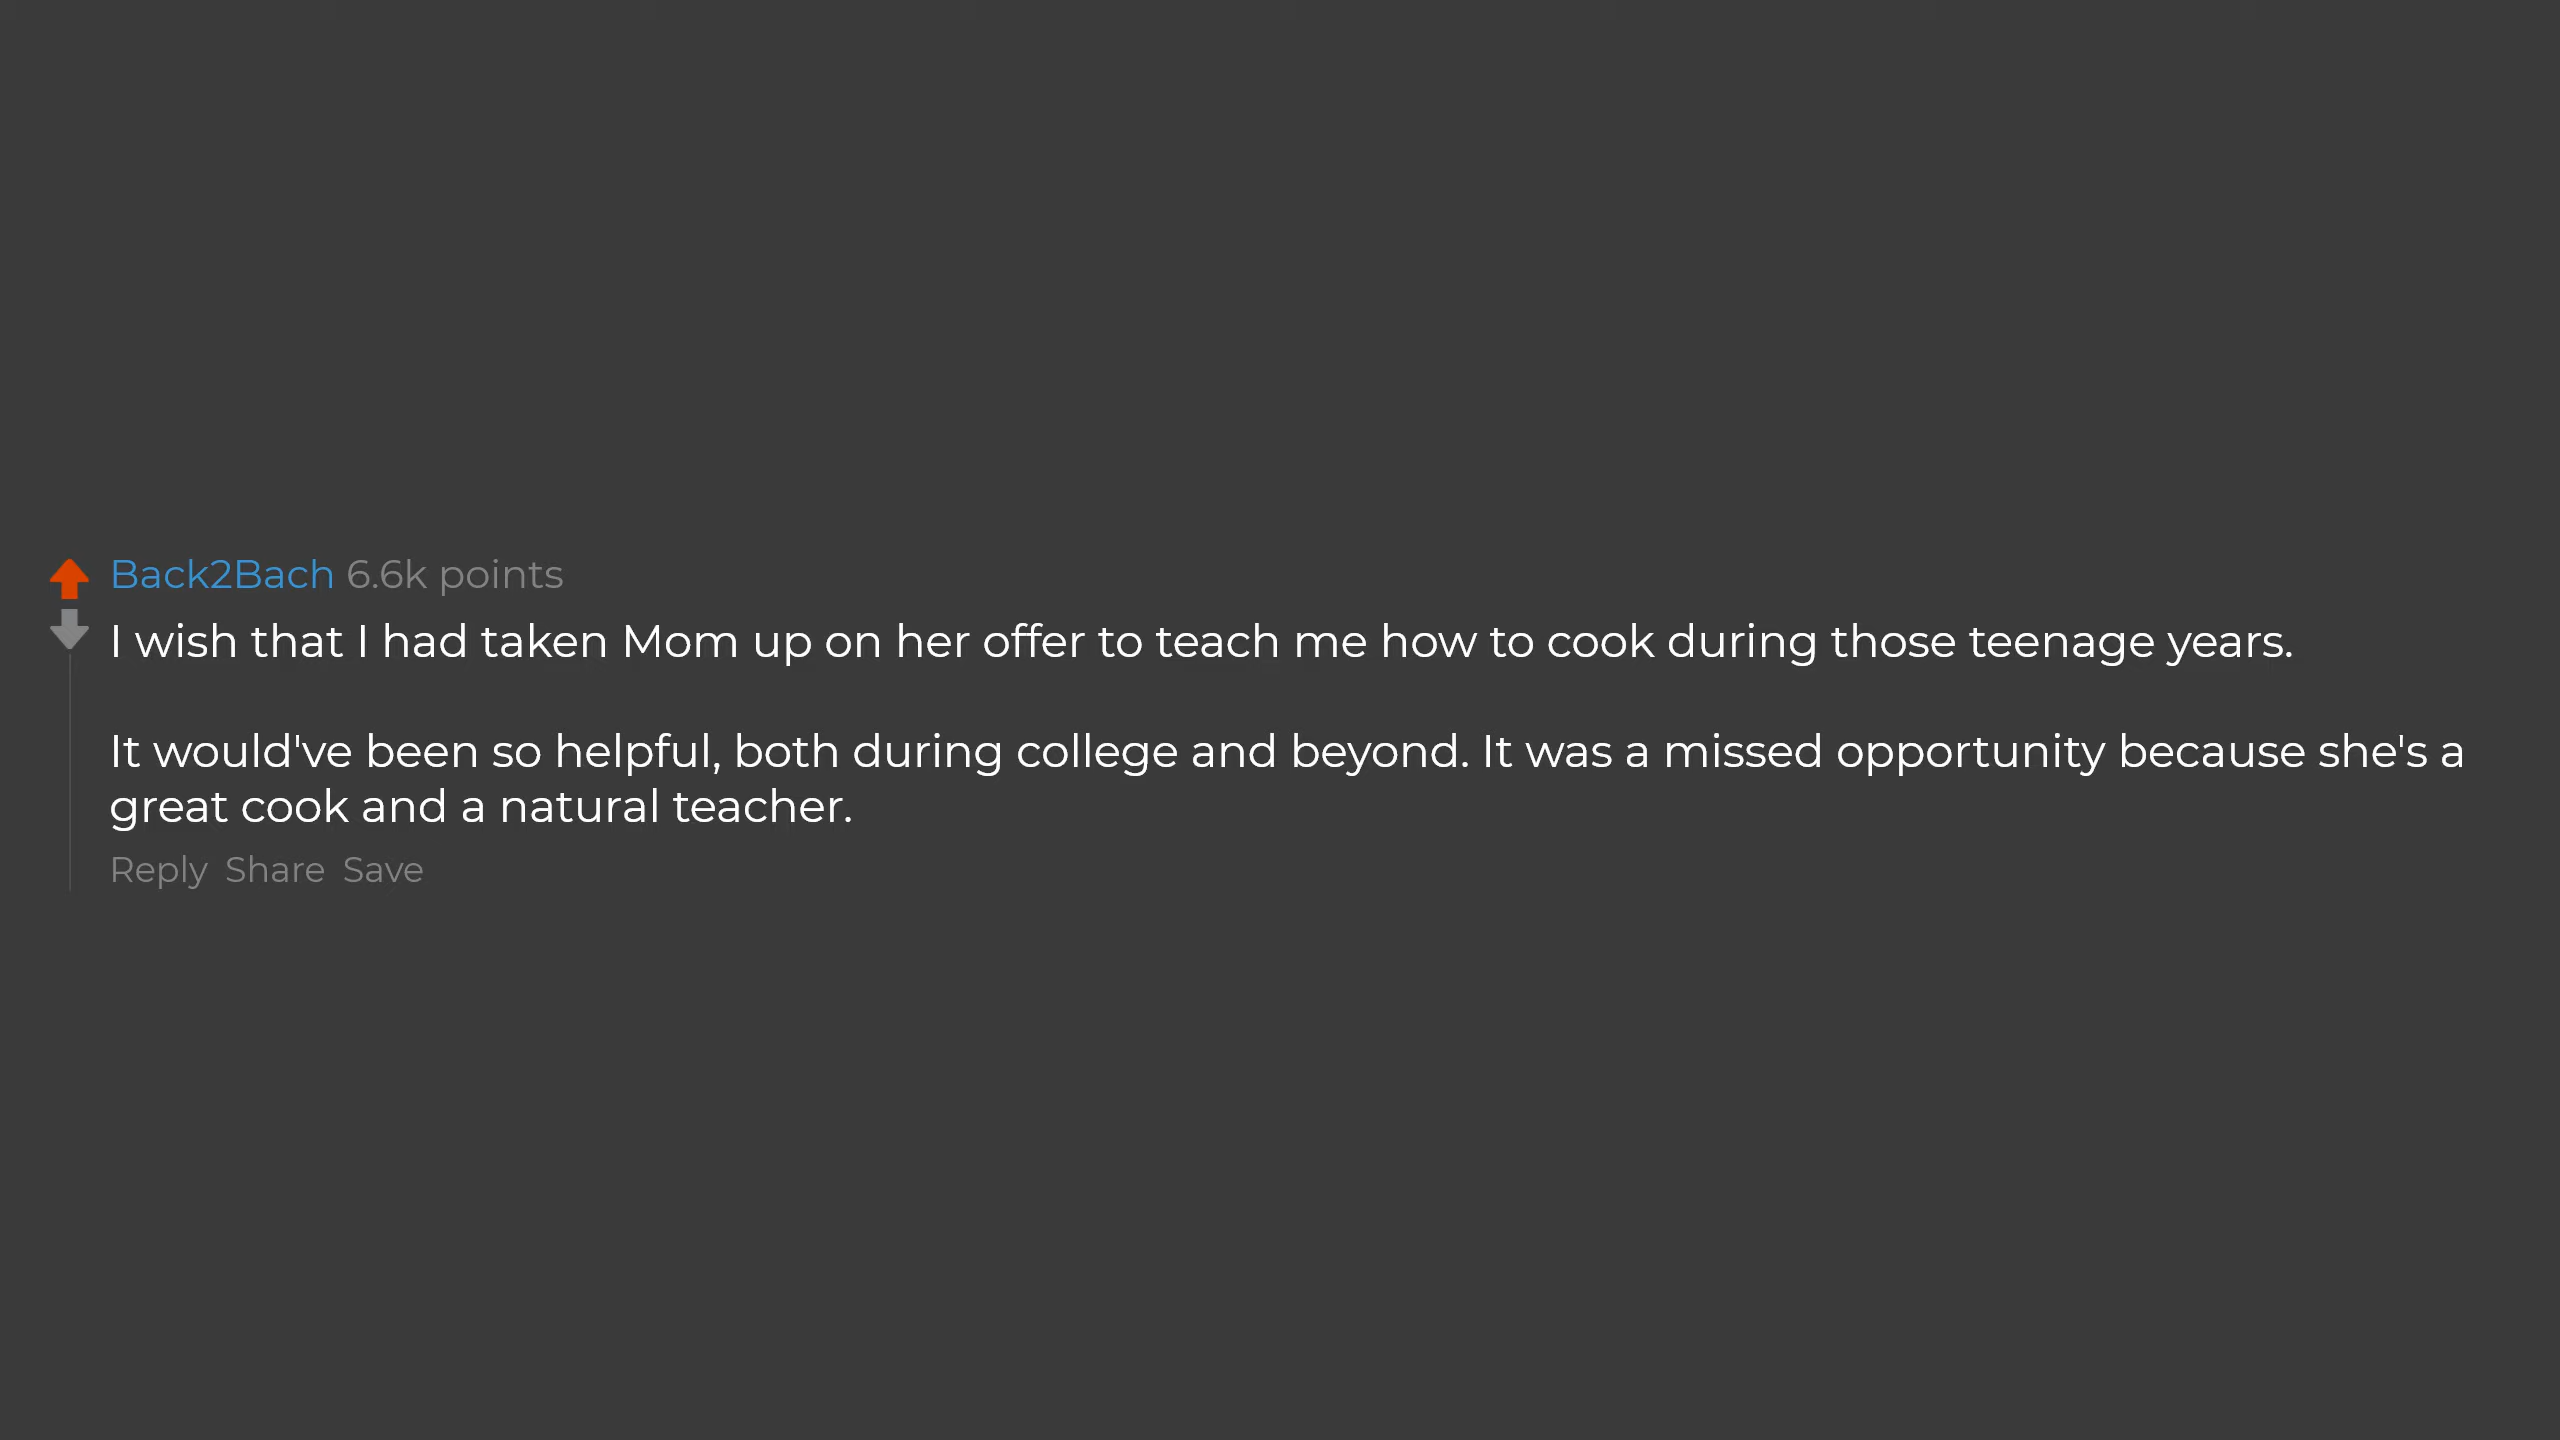 Back2Bach 6.6k points
I wish that I had taken Mom up on her offer to teach me how to cook during those teenage years.
It would've been so helpful, both during college and beyond. It was a missed opportunity because she's a
great cook and a natural teacher.
Reply Share Save